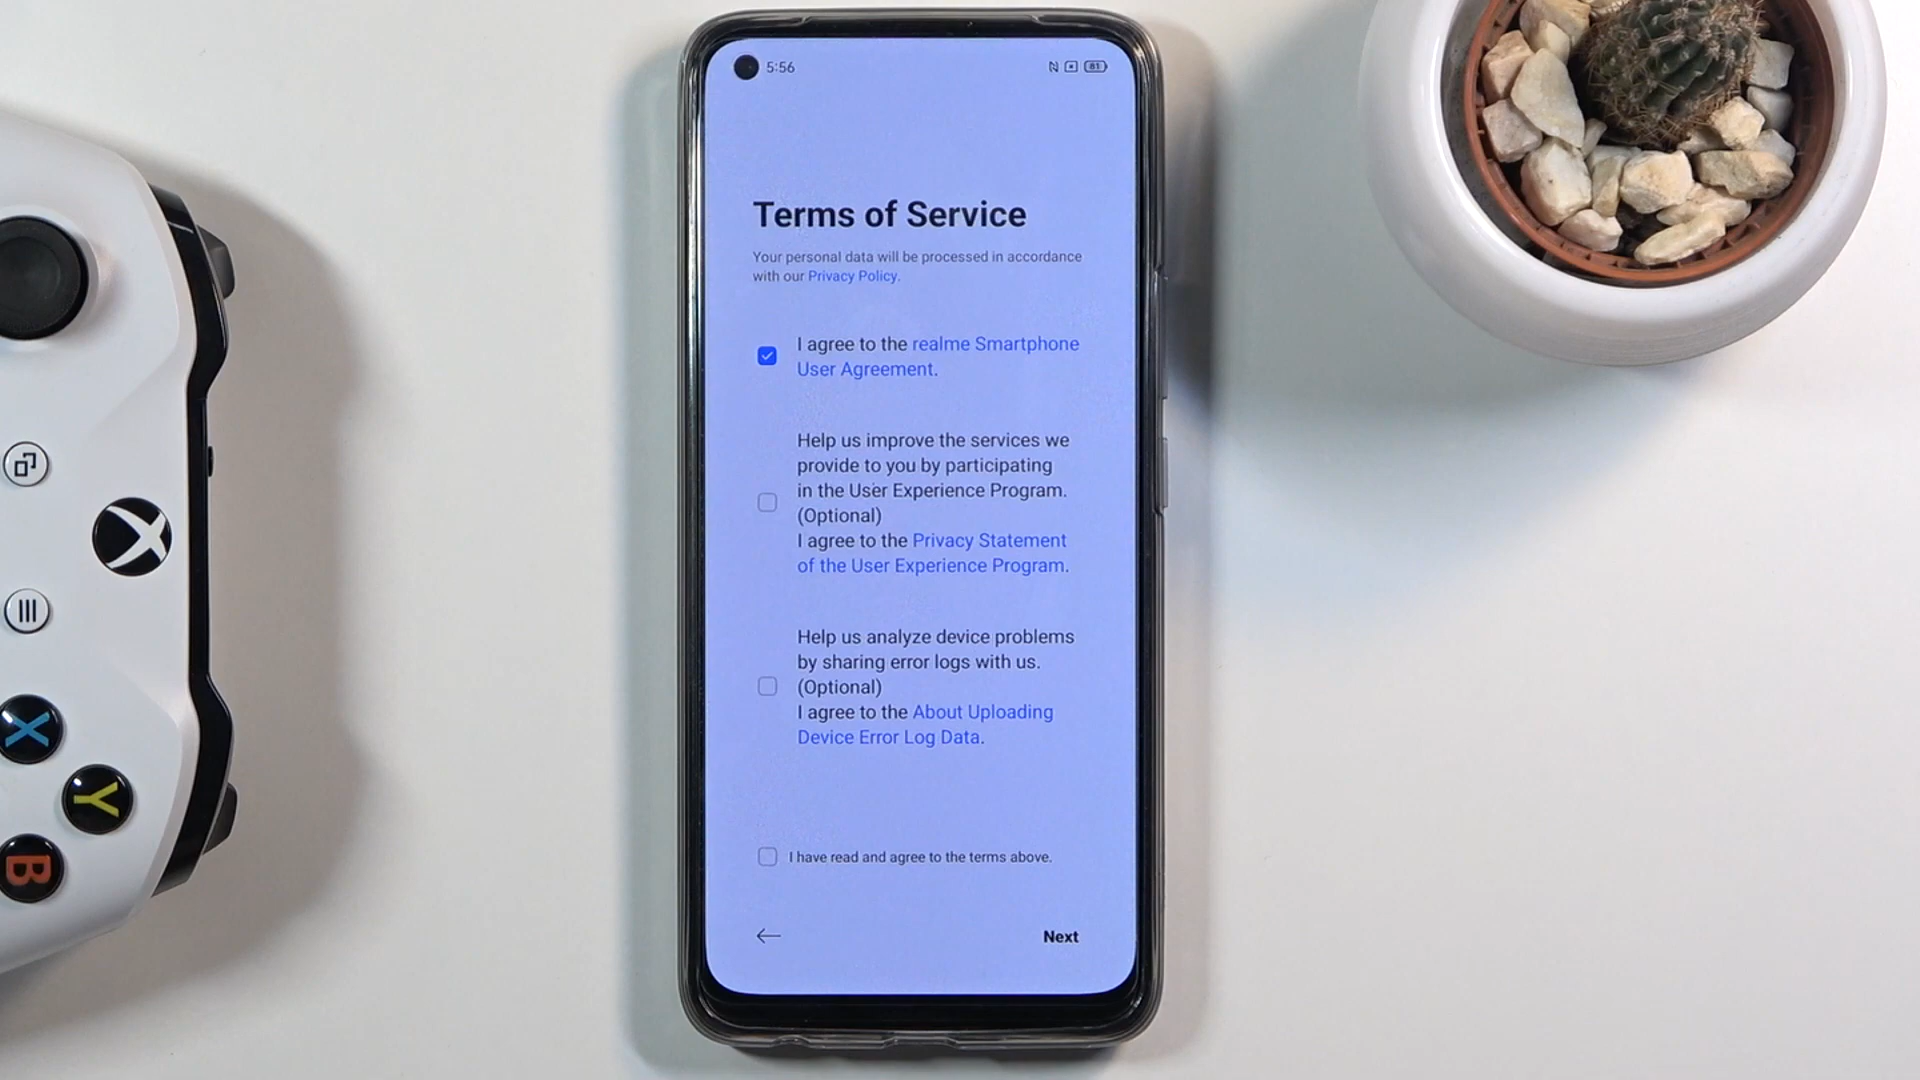 5:56
81
Terms of Service
Your personal data will be processed in accordance
with our Privacy Policy.
I agree to the realme Smartphone
User Agreement.
Help us improve the services we
provide to you by participating
in the User Experience Program.
(Optional)
I agree to the Privacy Statement
of the User Experience Program.
Help us analyze device problems
by sharing error logs with us.
(Optional)
I agree to the About Uploading
Device Error Log Data.
I have read and agree to the terms above.
Next
X
Y
B